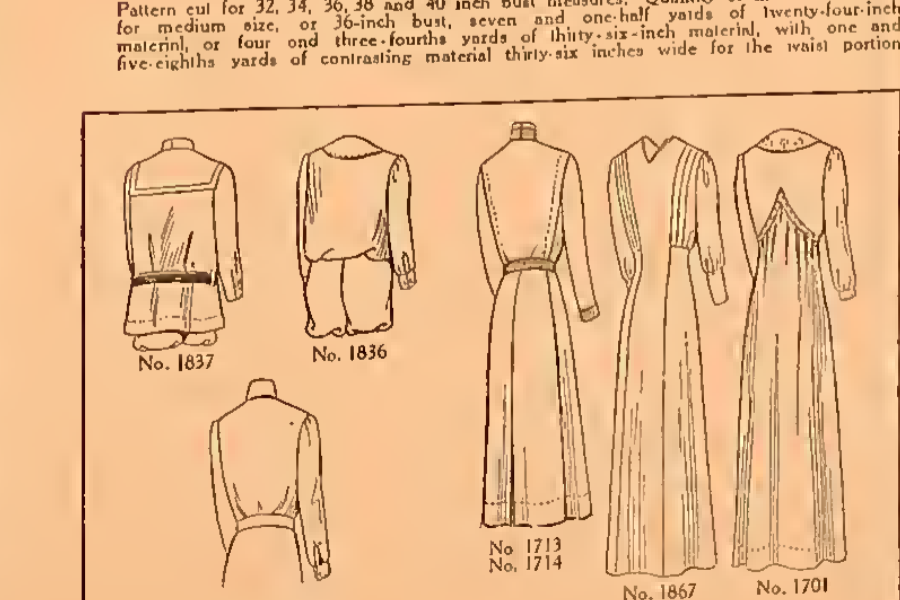 Pattern cut for 32, 34, 36, 38 and 40 inch bust measures.
for medium size, or 36-inch bust, seven and one-half yards of twenty-four-inch
material, or four and three-fourths yards of thirty-six-inch material, with one and
five-eighths yards of contrasting material thirty-six inches wide for the waist portion
No. 1837
No. 1836
No. 1713
No. 1714
No. 1867
No. 1701